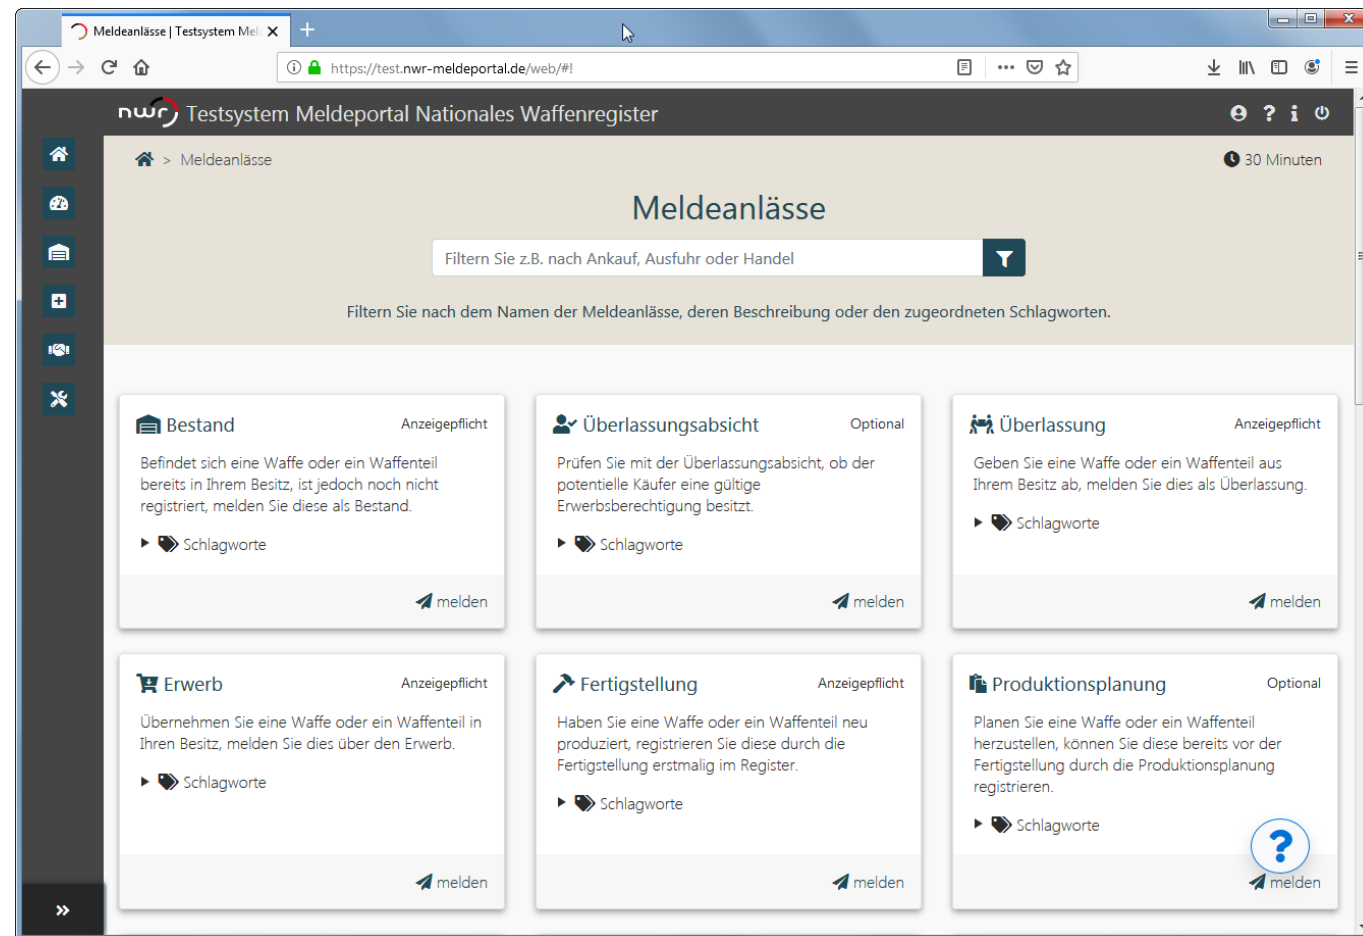 Meldeanlässe | Testsystem Mel
https://test.nwr-meldeportal.de/web/#!
nwr Testsystem Meldeportal Nationales Waffenregister
> Meldeanlässe
30 Minuten
Meldeanlässe
Filtern Sie z.B. nach Ankauf, Ausfuhr oder Handel
Filtern Sie nach dem Namen der Meldeanlässe, deren Beschreibung oder den zugeordneten Schlagworten.
Bestand
Anzeigepflicht
Befindet sich eine Waffe oder ein Waffenteil
bereits in Ihrem Besitz, ist jedoch noch nicht
registriert, melden Sie diese als Bestand.
Schlagworte
melden
Überlassungsabsicht
Optional
Prüfen Sie mit der Überlassungsabsicht, ob der
potentielle Käufer eine gültige
Erwerbsberechtigung besitzt.
Schlagworte
melden
Überlassung
Anzeigepflicht
Geben Sie eine Waffe oder ein Waffenteil aus
Ihrem Besitz ab, melden Sie dies als Überlassung.
Schlagworte
melden
Erwerb
Anzeigepflicht
Übernehmen Sie eine Waffe oder ein Waffenteil in
Ihren Besitz, melden Sie dies über den Erwerb.
Schlagworte
melden
Fertigstellung
Anzeigepflicht
Haben Sie eine Waffe oder ein Waffenteil neu
produziert, registrieren Sie diese durch die
Fertigstellung erstmalig im Register.
Schlagworte
melden
Produktionsplanung
Optional
Planen Sie eine Waffe oder ein Waffenteil
herzustellen, können Sie diese bereits vor der
Fertigstellung durch die Produktionsplanung
registrieren.
Schlagworte
melden